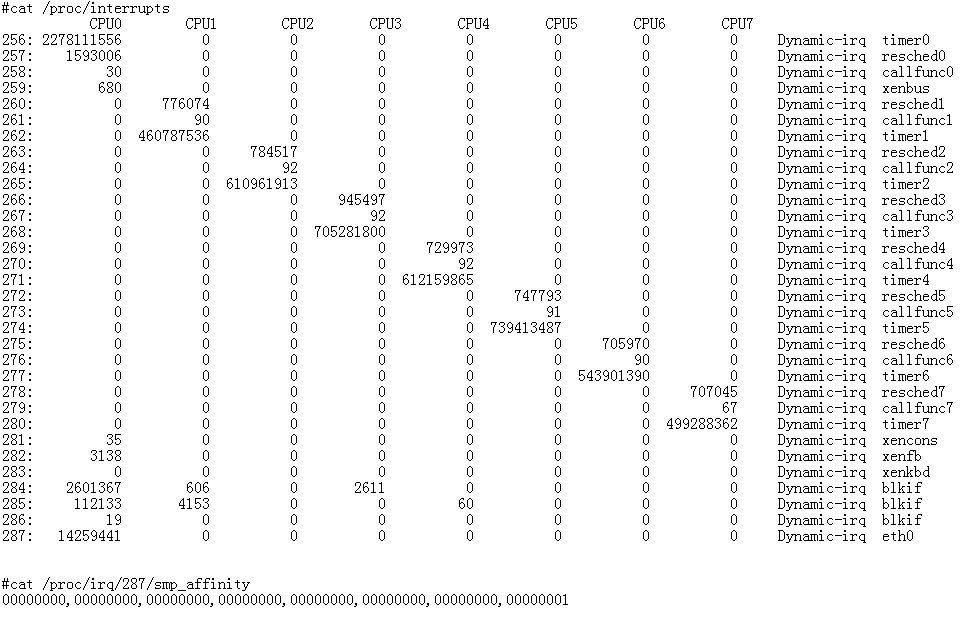 #cat /proc/interrupts
CPU0 CPU1 CPU2 CPU3 CPU4 CPU5 CPU6 CPU7
256: 2278111556 0 0 0 0 0 0 0 Dynamic-irq timer0
257: 1593006 0 0 0 0 0 0 0 Dynamic-irq resched0
258: 30 0 0 0 0 0 0 0 Dynamic-irq callfunc0
259: 680 0 0 0 0 0 0 0 Dynamic-irq xenbus
260: 0 776074 0 0 0 0 0 0 Dynamic-irq resched1
261: 0 90 0 0 0 0 0 0 Dynamic-irq callfunc1
262: 0 460787536 0 0 0 0 0 0 Dynamic-irq timer1
263: 0 0 784517 0 0 0 0 0 Dynamic-irq resched2
264: 0 0 92 0 0 0 0 0 Dynamic-irq callfunc2
265: 0 0 610961913 0 0 0 0 0 Dynamic-irq timer2
266: 0 0 0 945497 0 0 0 0 Dynamic-irq resched3
267: 0 0 0 92 0 0 0 0 Dynamic-irq callfunc3
268: 0 0 0 705281800 0 0 0 0 Dynamic-irq timer3
269: 0 0 0 0 729973 0 0 0 Dynamic-irq resched4
270: 0 0 0 0 92 0 0 0 Dynamic-irq callfunc4
271: 0 0 0 0 612159865 0 0 0 Dynamic-irq timer4
272: 0 0 0 0 0 747793 0 0 Dynamic-irq resched5
273: 0 0 0 0 0 91 0 0 Dynamic-irq callfunc5
274: 0 0 0 0 0 739413487 0 0 Dynamic-irq timer5
275: 0 0 0 0 0 0 705970 0 Dynamic-irq resched6
276: 0 0 0 0 0 0 90 0 Dynamic-irq callfunc6
277: 0 0 0 0 0 0 543901390 0 Dynamic-irq timer6
278: 0 0 0 0 0 0 0 707045 Dynamic-irq resched7
279: 0 0 0 0 0 0 0 67 Dynamic-irq callfunc7
280: 0 0 0 0 0 0 0 499288362 Dynamic-irq timer7
281: 35 0 0 0 0 0 0 0 Dynamic-irq xencons
282: 3138 0 0 0 0 0 0 0 Dynamic-irq xenfb
283: 0 0 0 0 0 0 0 0 Dynamic-irq xenkbd
284: 2601367 606 0 2611 0 0 0 0 Dynamic-irq blkif
285: 112133 4153 0 0 60 0 0 0 Dynamic-irq blkif
286: 19 0 0 0 0 0 0 0 Dynamic-irq blkif
287: 14259441 0 0 0 0 0 0 0 Dynamic-irq eth0
#cat /proc/irq/287/smp_affinity
00000000,00000000,00000000,00000000,00000000,00000000,00000000,00000001